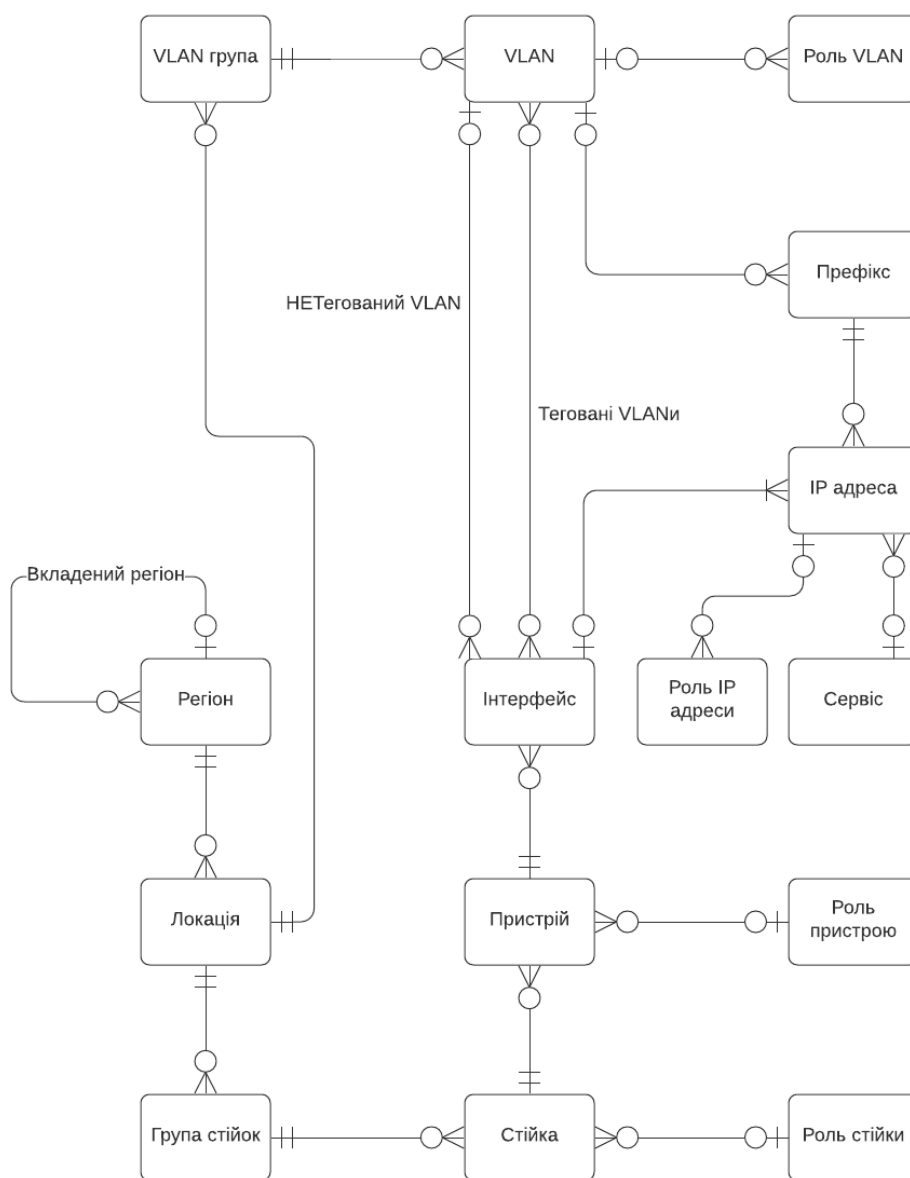 VLAN група
VLAN
Роль VLAN
Префікс
НЕТегований VLAN
Теговані VLANи
IP адреса
Вкладений регіон
Регіон
Інтерфейс
Роль IP
адреси
Сервіс
Локація
Пристрій
Роль
пристрою
Група стійок
Стійка
Роль стійки